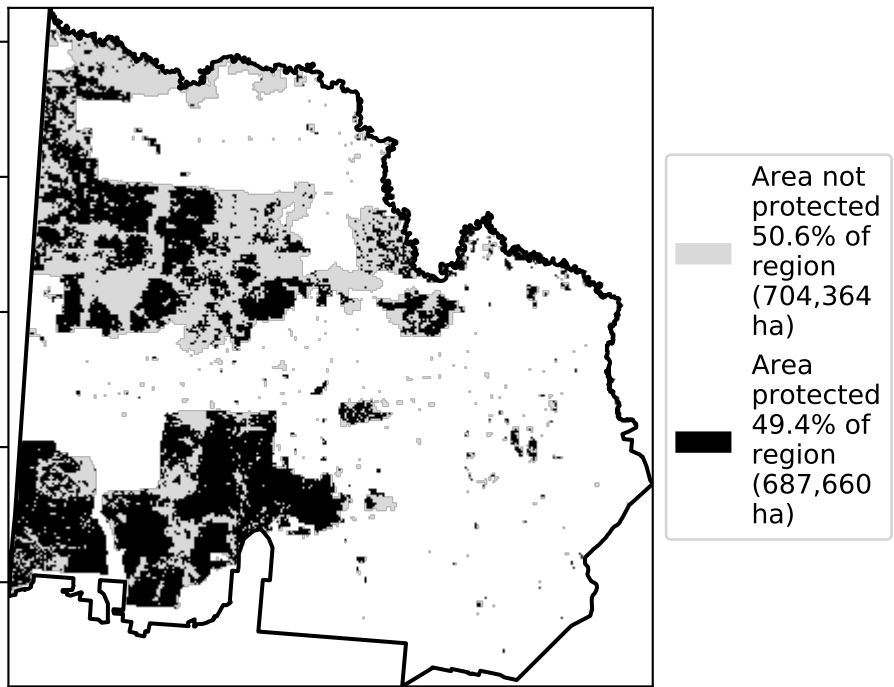 Area not
protected
50.6% of
region
(704,364
ha)
Area
protected
49.4% of
region
(687,660
ha)